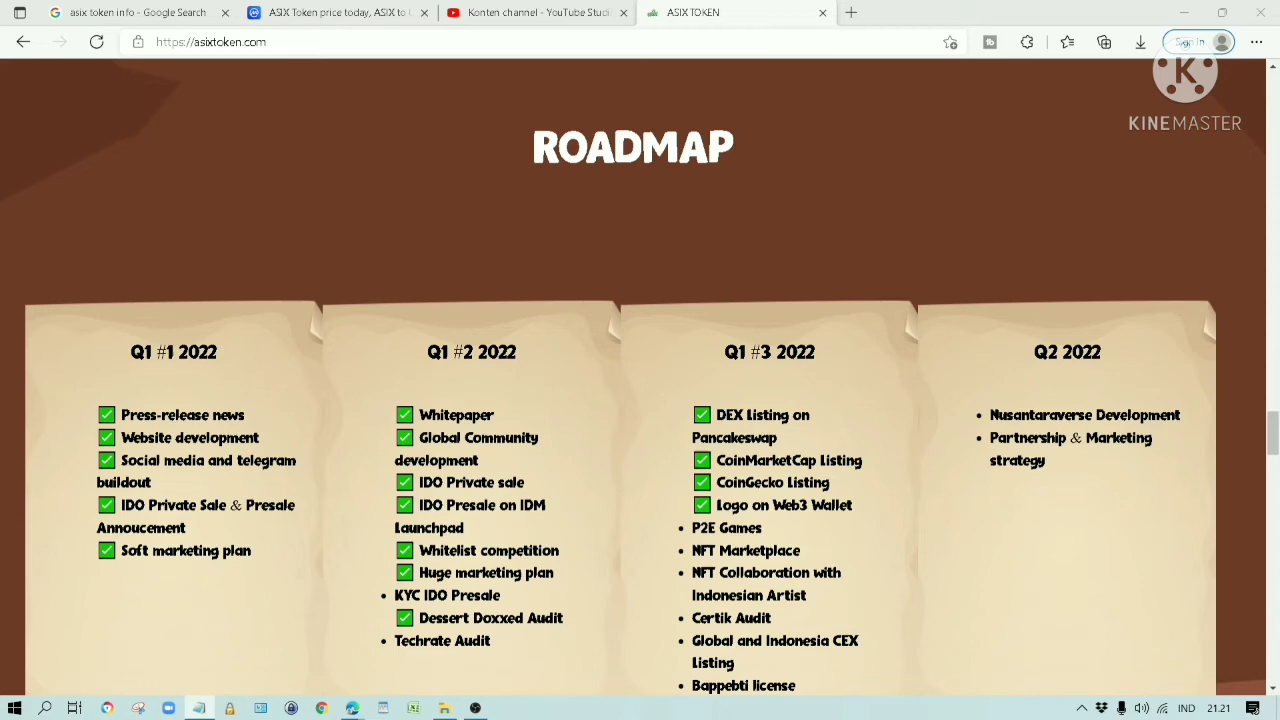 asix token info - Google Search
ASIX Token price today, ASIX to U
Konten channel - YouTube Studi
ASIX TOKEN
https://asixtoken.com
Sign in
K
KINEMASTER
ROADMAP
Q1 #1 2022
✅ Press-release news
✅ Website development
✅ Social media and telegram
buildout
✅ IDO Private Sale & Presale
Annoucement
✅ Soft marketing plan
Q1 #2 2022
✅ Whitepaper
✅ Global Community
development
✅ IDO Private sale
✅ IDO Presale on IDM
Launchpad
✅ Whitelist competition
✅ Huge marketing plan
• KYC IDO Presale
✅ Dessert Doxxed Audit
• Techrate Audit
Q1 #3 2022
✅ DEX Listing on
Pancakeswap
✅ CoinMarketCap Listing
✅ CoinGecko Listing
✅ Logo on Web3 Wallet
• P2E Games
• NFT Marketplace
• NFT Collaboration with
Indonesian Artist
• Certik Audit
• Global and Indonesia CEX
Listing
• Bappebti license
Q2 2022
• Nusantaraverse Development
• Partnership & Marketing
strategy
IND
21.21